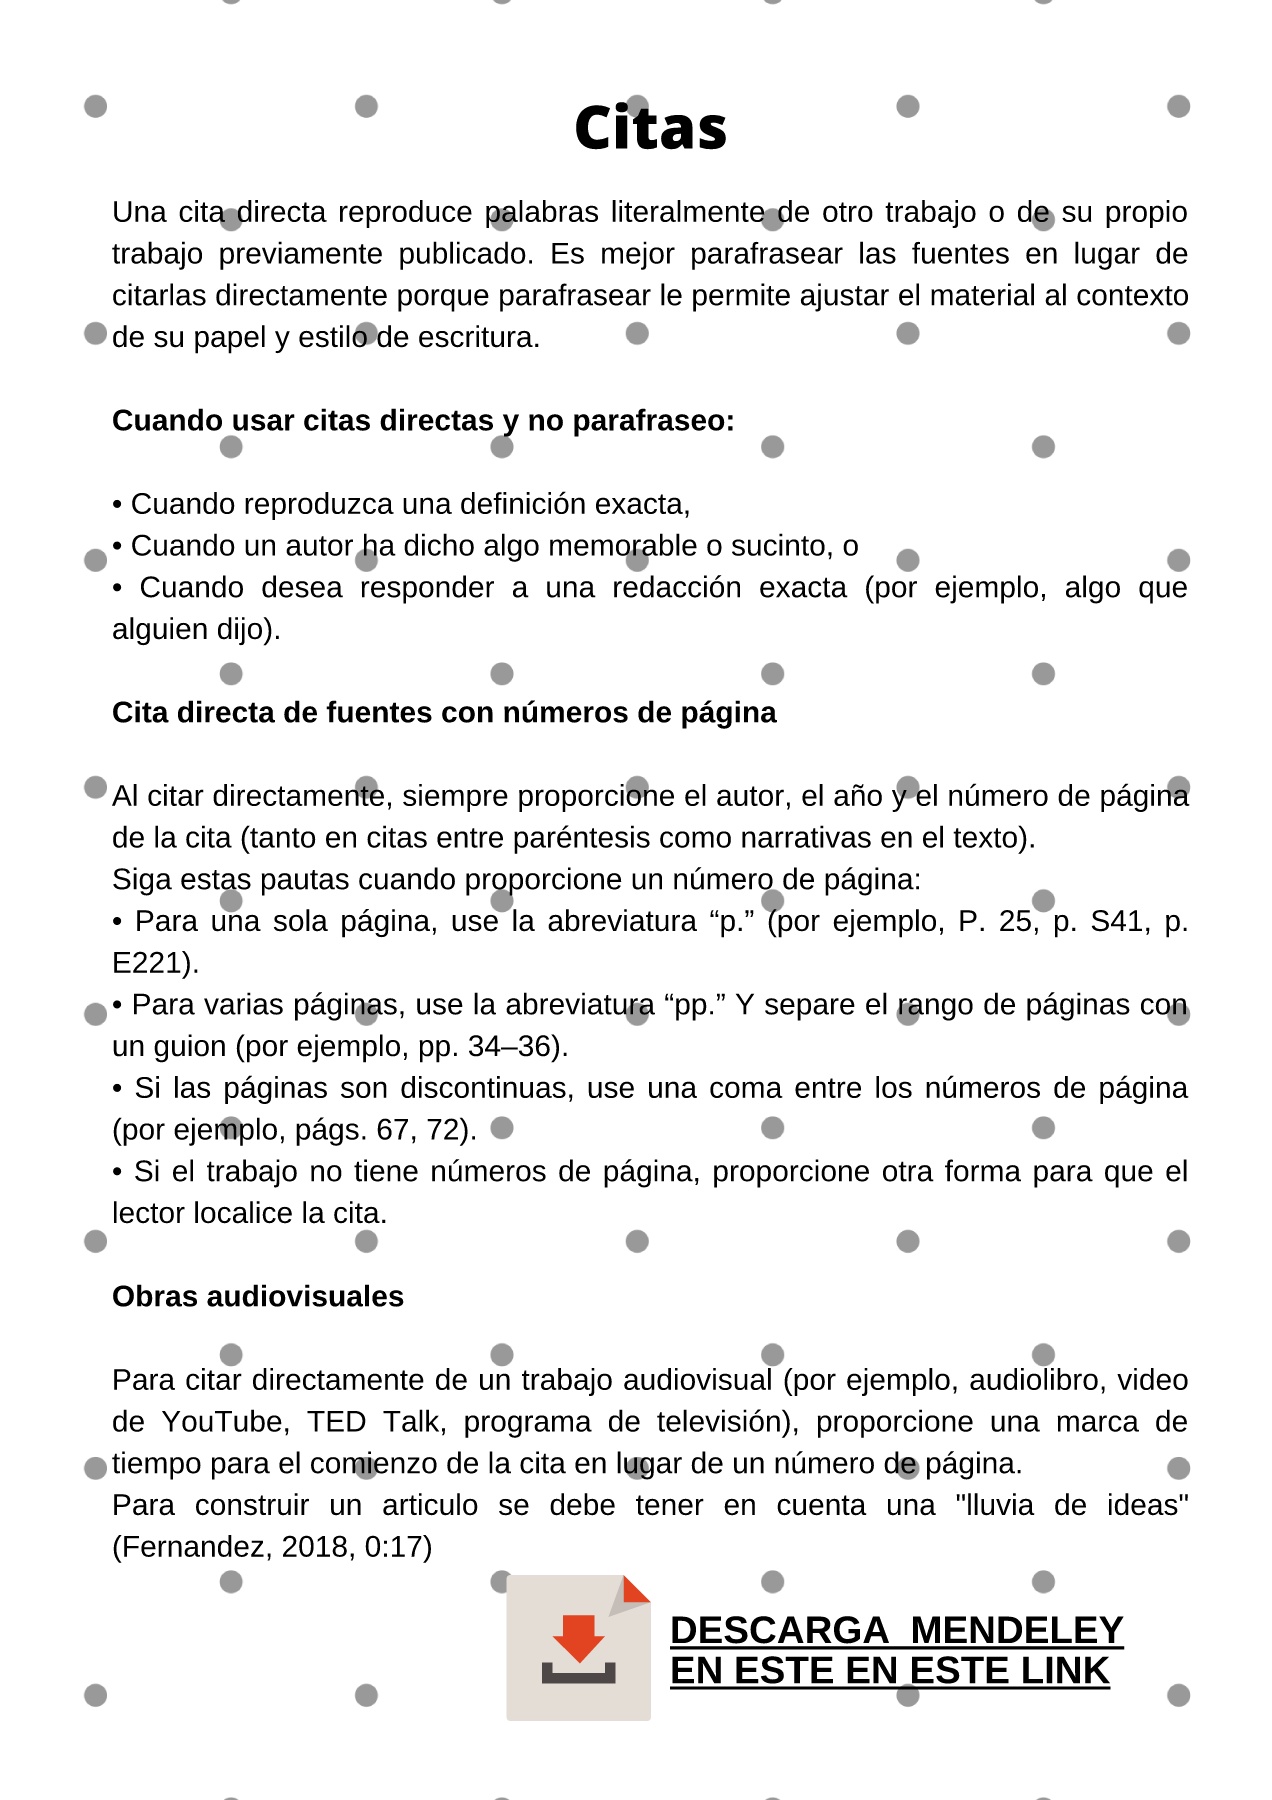 Citas
Una cita directa reproduce palabras literalmente de otro trabajo o de su propio
trabajo previamente publicado. Es mejor parafrasear las fuentes en lugar de
citarlas directamente porque parafrasear le permite ajustar el material al contexto
de su papel y estilo de escritura.
Cuando usar citas directas y no parafraseo:
• Cuando reproduzca una definición exacta,
• Cuando un autor ha dicho algo memorable o sucinto, o
• Cuando desea responder a una redacción exacta (por ejemplo, algo que
alguien dijo).
Cita directa de fuentes con números de página
Al citar directamente, siempre proporcione el autor, el año y el número de página
de la cita (tanto en citas entre paréntesis como narrativas en el texto).
Siga estas pautas cuando proporcione un número de página:
• Para una sola página, use la abreviatura “p.” (por ejemplo, P. 25, p. S41, p.
E221).
• Para varias páginas, use la abreviatura “pp.” Y separe el rango de páginas con
un guion (por ejemplo, pp. 34–36).
• Si las páginas son discontinuas, use una coma entre los números de página
(por ejemplo, págs. 67, 72).
• Si el trabajo no tiene números de página, proporcione otra forma para que el
lector localice la cita.
Obras audiovisuales
Para citar directamente de un trabajo audiovisual (por ejemplo, audiolibro, video
de YouTube, TED Talk, programa de televisión), proporcione una marca de
tiempo para el comienzo de la cita en lugar de un número de página.
Para construir un articulo se debe tener en cuenta una "lluvia de ideas"
(Fernandez, 2018, 0:17)
DESCARGA MENDELEY
EN ESTE EN ESTE LINK